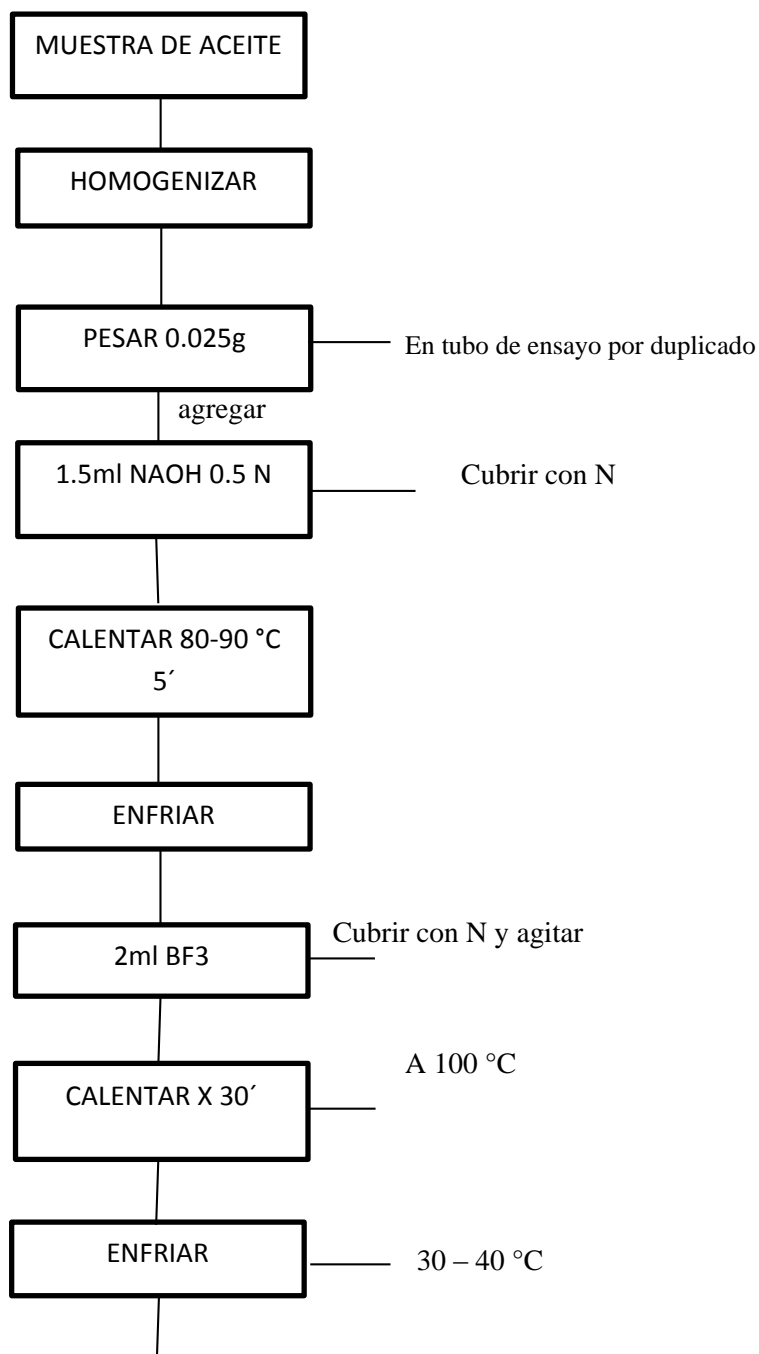 MUESTRA DE ACEITE
HOMOGENIZAR
PESAR 0.025g
En tubo de ensayo por duplicado
agregar
1.5ml NAOH 0.5 N
Cubrir con N
CALENTAR 80-90 °C
5´
ENFRIAR
Cubrir con N y agitar
2ml BF3
A 100 °C
CALENTAR X 30´
ENFRIAR
30 – 40 °C